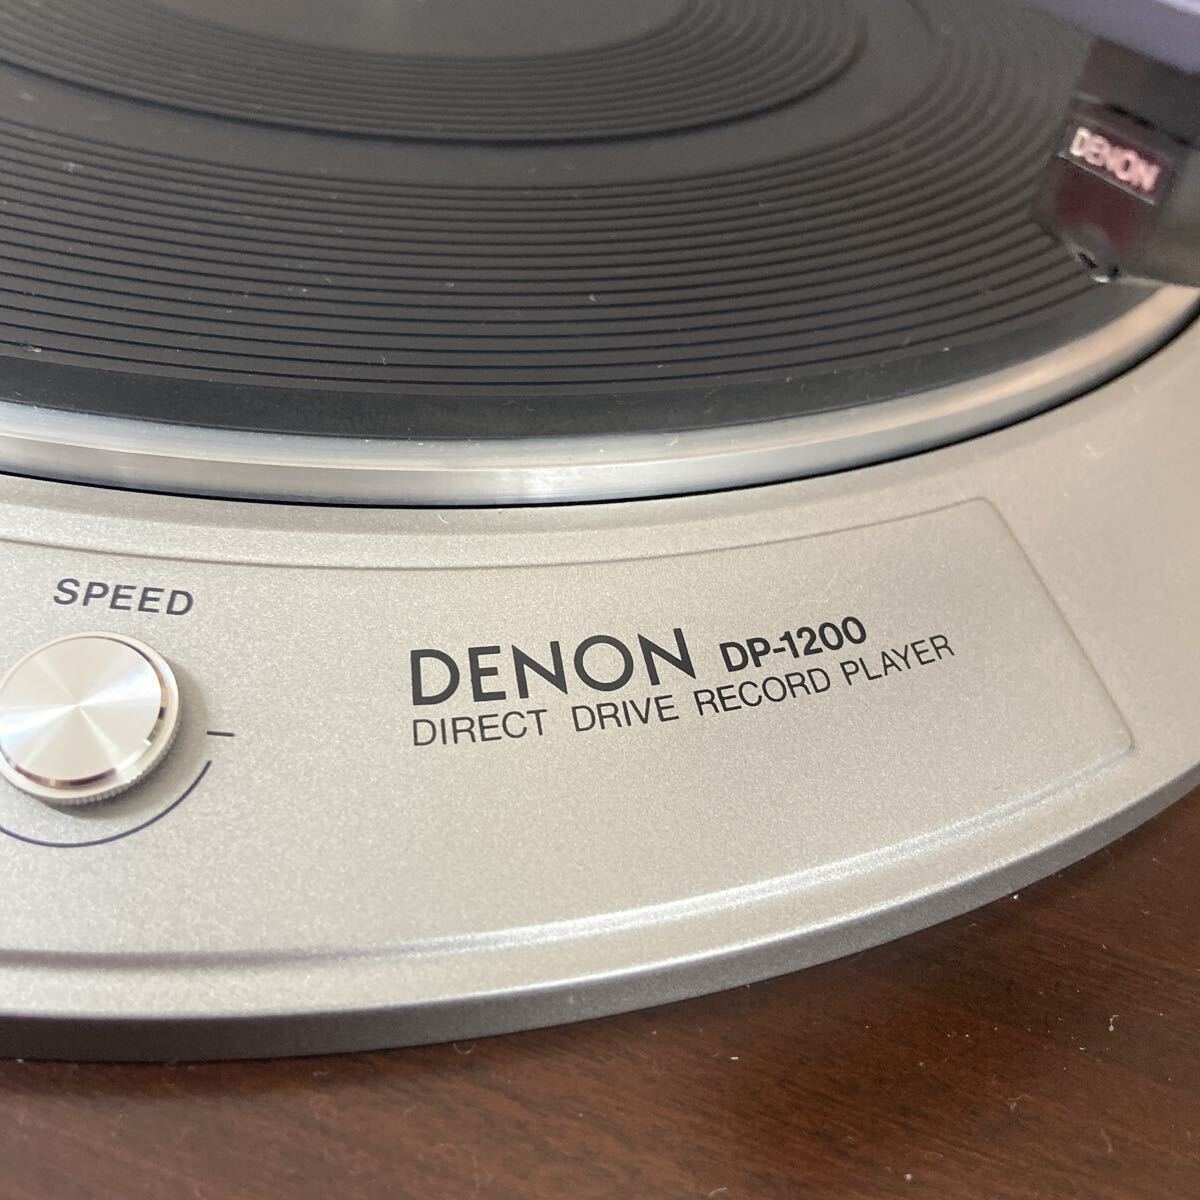 DENON
SPEED
DENON DP-1200
DIRECT DRIVE RECORD PLAYER